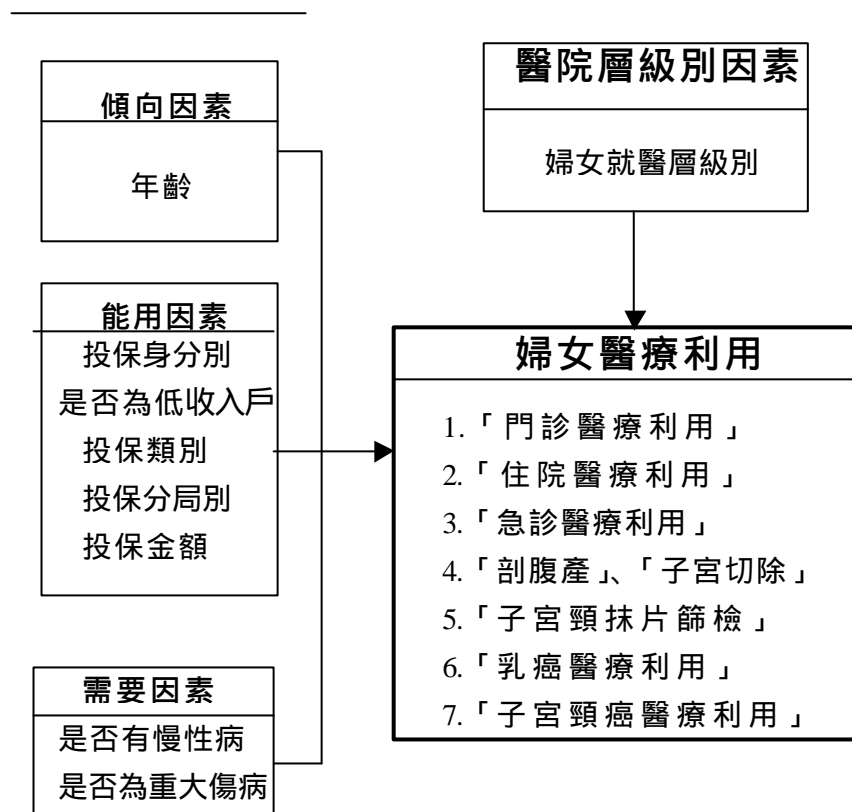 傾向因素
年齡
能用因素
投保身分別
是否為低收入戶
投保類別
投保分局別
投保金額
需要因素
是否有慢性病
是否為重大傷病
醫院層級別因素
婦女就醫層級別
婦女醫療利用
1.「門診醫療利用」
2.「住院醫療利用」
3.「急診醫療利用」
4.「剖腹產」、「子宮切除」
5.「子宮頸抹片篩檢」
6.「乳癌醫療利用」
7.「子宮頸癌醫療利用」